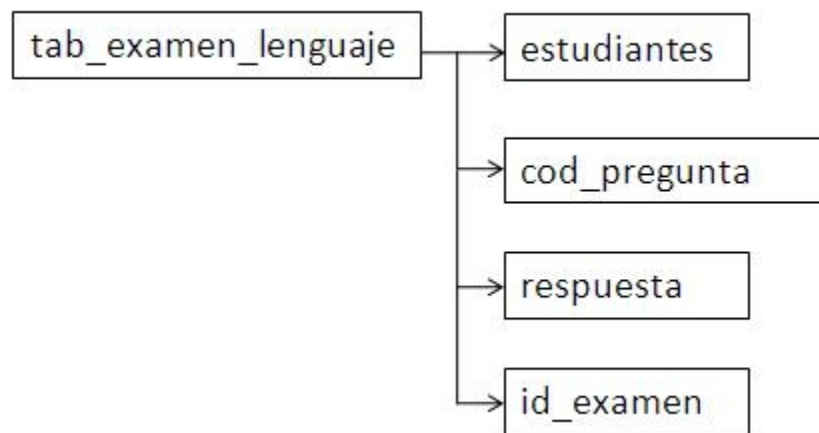 tab_examen_lenguaje
estudiantes
cod_pregunta
respuesta
id_examen